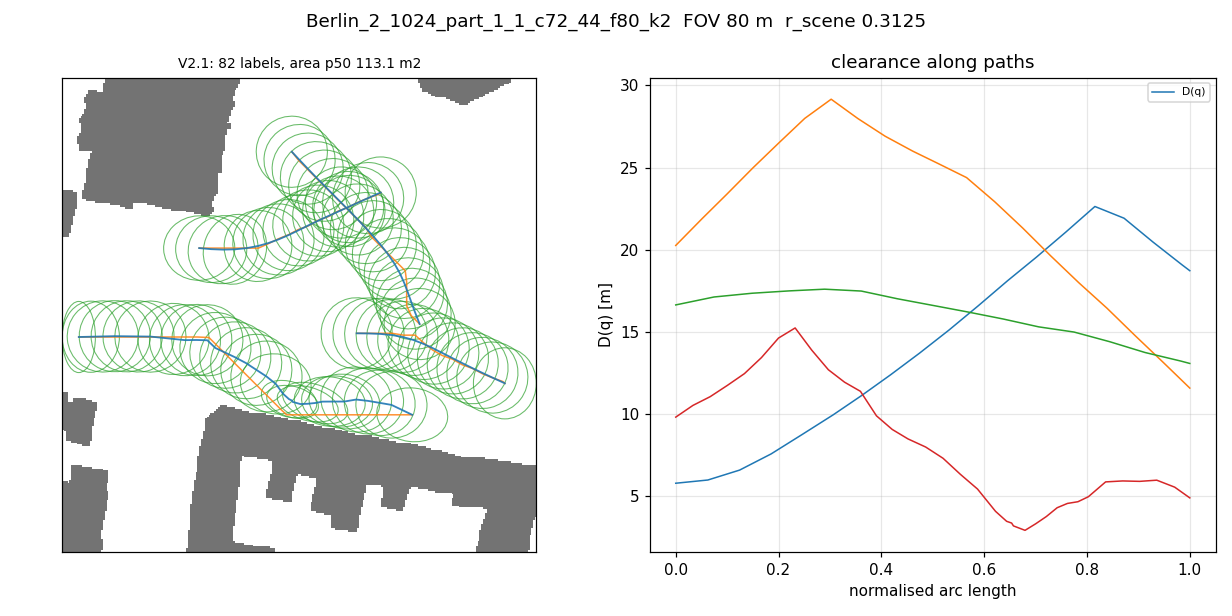 Berlin_2_1024_part_1_1_c72_44_f80_k2  FOV 80 m  r_scene 0.3125
V2.1: 82 labels, area p50 113.1 m2
clearance along paths
D(q)
D(q) [m]
30
25
20
15
10
5
0.0 0.2 0.4 0.6 0.8 1.0
normalised arc length